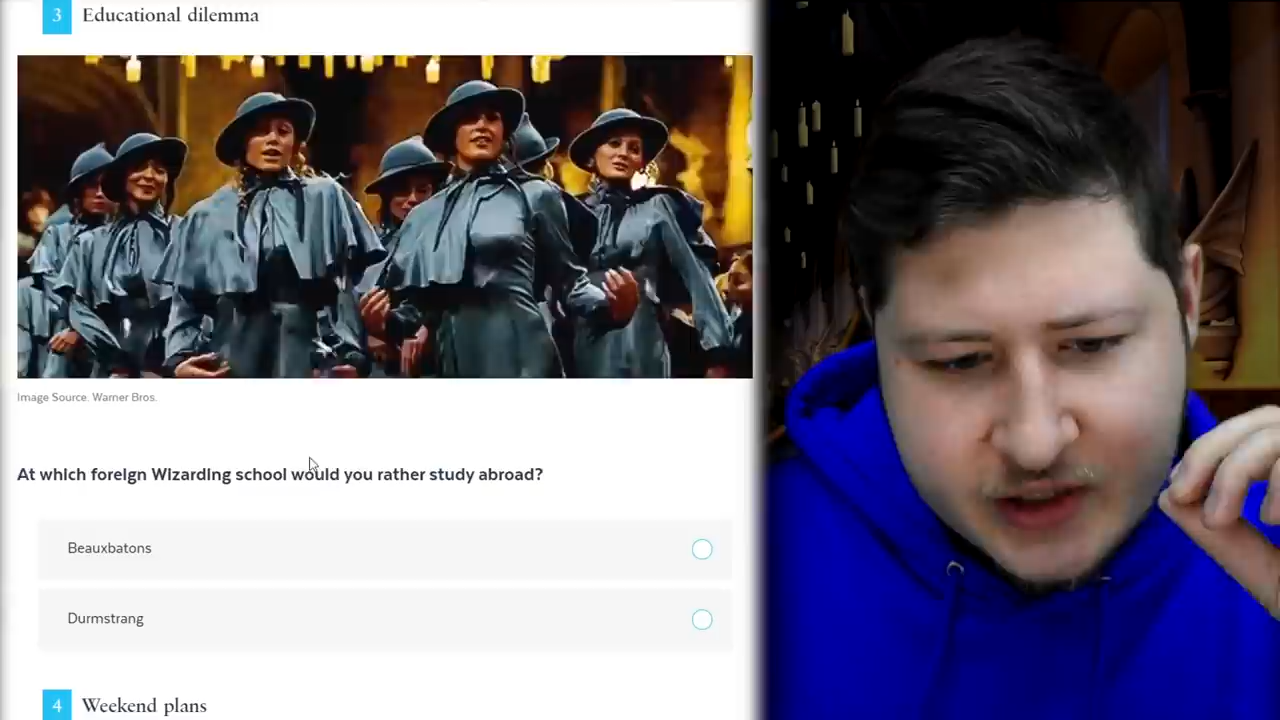 3 Educational dilemma
Image Source. Warner Bros.
At which foreign Wizarding school would you rather study abroad?
Beauxbatons
Durmstrang
4 Weekend plans